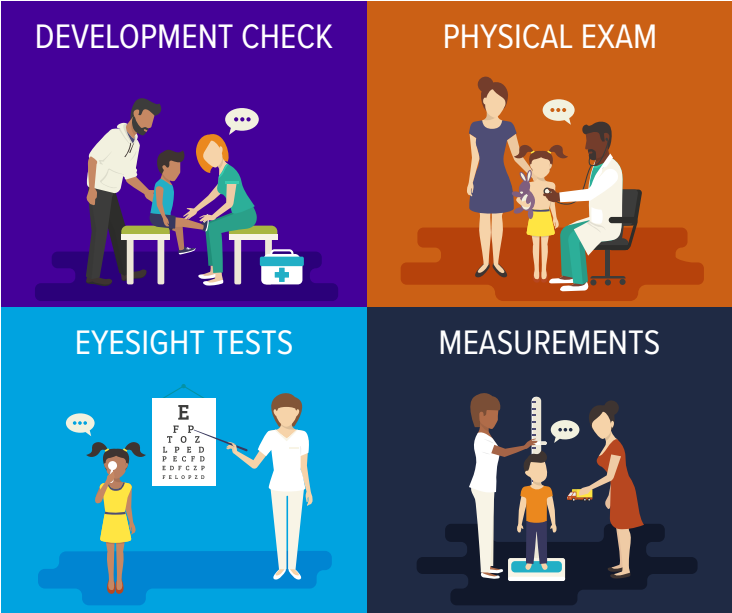 DEVELOPMENT CHECK
PHYSICAL EXAM
EYESIGHT TESTS
E
F P
T O Z
L P E D
P E C F D
E D F C Z P
F E L O P Z D
MEASUREMENTS